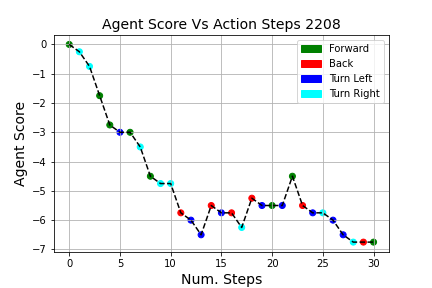 Agent Score Vs Action Steps 2208
Agent Score
0
−1
−2
−3
−4
−5
−6
−7
Forward
Back
Turn Left
Turn Right
0 5 10 15 20 25 30
Num. Steps